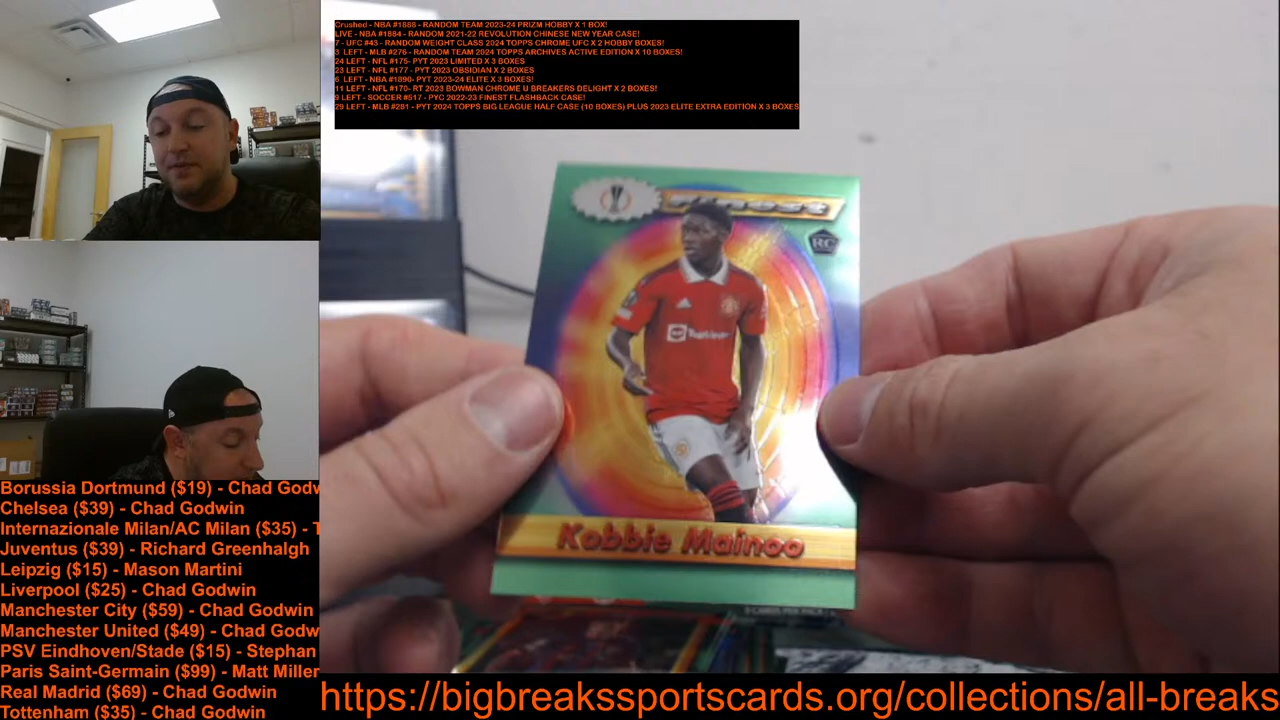 Crushed - NBA #1888 - RANDOM TEAM 2023-24 PRIZM HOBBY X 1 BOX!
LIVE - NBA #1884 - RANDOM 2021-22 REVOLUTION CHINESE NEW YEAR CASE!
7 - UFC #43 - RANDOM WEIGHT CLASS 2024 TOPPS CHROME UFC X 2 HOBBY BOXES!
3 LEFT - MLB #276 - RANDOM TEAM 2024 TOPPS ARCHIVES ACTIVE EDITION X 10 BOXES!
24 LEFT - NFL #175- PYT 2023 LIMITED X 3 BOXES
23 LEFT - NFL #177 - PYT 2023 OBSIDIAN X 2 BOXES
6 LEFT - NBA #1890- PYT 2023-24 ELITE X 3 BOXES!
11 LEFT - NFL #170- RT 2023 BOWMAN CHROME U BREAKERS DELIGHT X 2 BOXES!
9 LEFT - SOCCER #517 - PYC 2022-23 FINEST FLASHBACK CASE!
29 LEFT - MLB #281 - PYT 2024 TOPPS BIG LEAGUE HALF CASE (10 BOXES) PLUS 2023 ELITE EXTRA EDITION X 3 BOXES
Finest
RC
TeamViewer
Kobbie Mainoo
Borussia Dortmund ($19) - Chad Godw
Chelsea ($39) - Chad Godwin
Internazionale Milan/AC Milan ($35) - T
Juventus ($39) - Richard Greenhalgh
Leipzig ($15) - Mason Martini
Liverpool ($25) - Chad Godwin
Manchester City ($59) - Chad Godwin
Manchester United ($49) - Chad Godw
PSV Eindhoven/Stade ($15) - Stephan
Paris Saint-Germain ($99) - Matt Miller
Real Madrid ($69) - Chad Godwin
Tottenham ($35) - Chad Godwin
https://bigbreakssportscards.org/collections/all-breaks